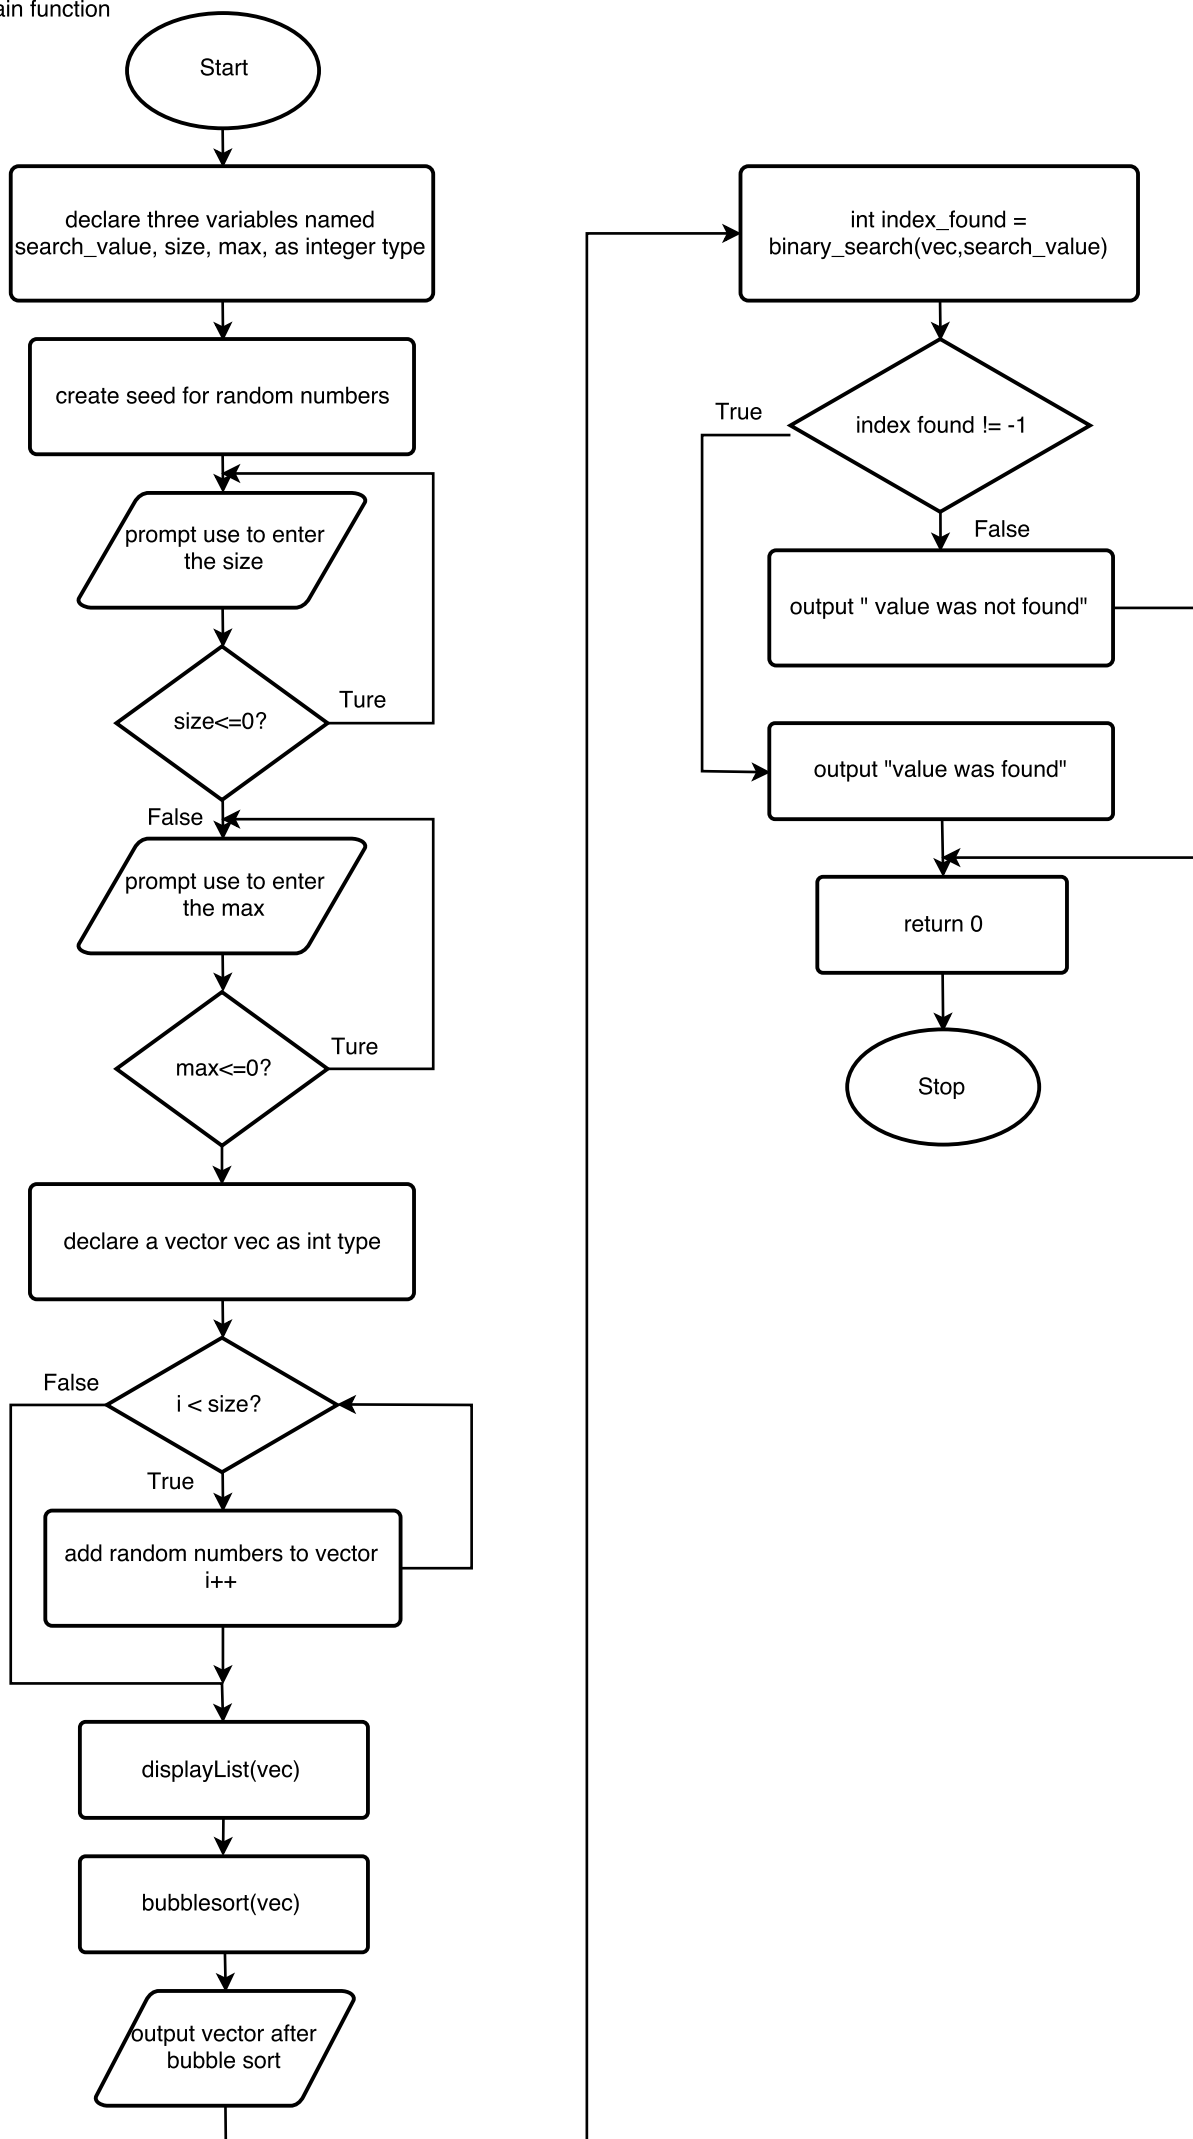 ain function
Start
declare three variables named
search_value, size, max, as integer type
create seed for random numbers
prompt use to enter
the size
size<=0?
Ture
False
prompt use to enter
the max
max<=0?
Ture
declare a vector vec as int type
i < size?
False
True
add random numbers to vector
i++
displayList(vec)
bubblesort(vec)
output vector after
bubble sort
int index_found =
binary_search(vec,search_value)
index found != -1
True
False
output " value was not found"
output "value was found"
return 0
Stop